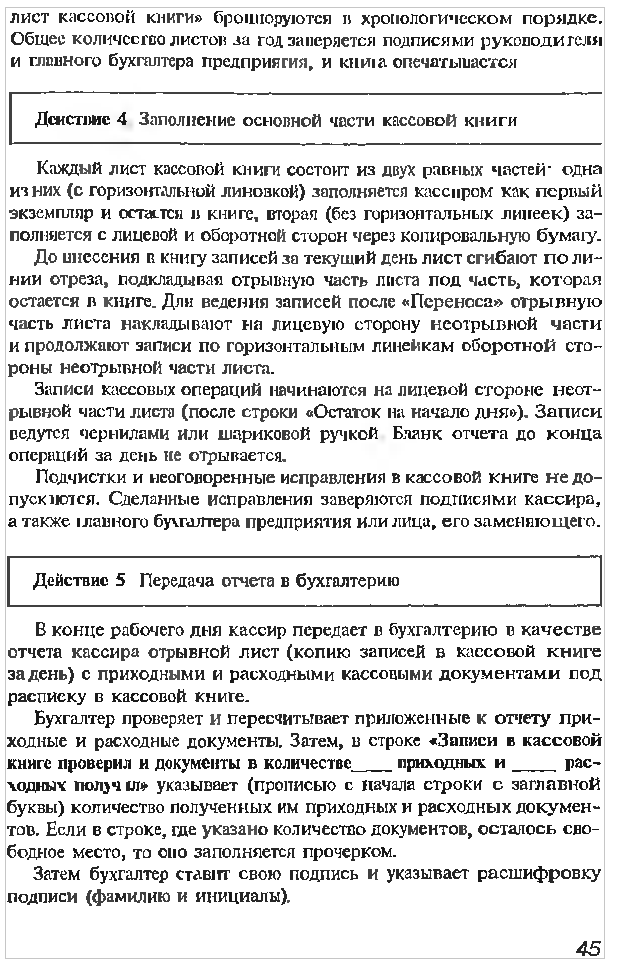 лист кассовой книги» брошюруются в хронологическом порядке.
Общее количество листов за год заверяется подписями руководителя
и главного бухгалтера предприятия, и книга опечатывается
Действие 4 Заполнение основной части кассовой книги
Каждый лист кассовой книги состоит из двух равных частей· одна
из них (с горизонтальной линовкой) заполняется кассиром как первый
экземпляр и остается в книге, вторая (без горизонтальных линеек) за-
полняется с лицевой и оборотной сторон через копировальную бумагу.
До внесения в книгу записей за текущий день лист сгибают по ли-
нии отреза, подкладывая отрывную часть листа под часть, которая
остается в книге. Для ведения записей после «Переноса» отрывную
часть листа накладывают на лицевую сторону неотрывной части
и продолжают записи по горизонтальным линейкам оборотной сто-
роны неотрывной части листа.
Записи кассовых операций начинаются на лицевой стороне неот-
рывной части листа (после строки «Остаток на начало дня»). Записи
ведутся чернилами или шариковой ручкой Бланк отчета до конца
операций за день не отрывается.
Подчистки и неоговоренные исправления в кассовой книге не до-
пускаются. Сделанные исправления заверяются подписями кассира,
а также главного бухгалтера предприятия или лица, его заменяющего.
Действие 5 Передача отчета в бухгалтерию
В конце рабочего дня кассир передает в бухгалтерию в качестве
отчета кассира отрывной лист (копию записей в кассовой книге
за день) с приходными и расходными кассовыми документами под
расписку в кассовой книге.
Бухгалтер проверяет и пересчитывает приложенные к отчету при-
ходные и расходные документы. Затем, в строке «Записи в кассовой
книге проверил и документы в количестве____ приходных и ____ рас-
ходных получил» указывает (прописью с начала строки с заглавной
буквы) количество полученных им приходных и расходных докумен-
тов. Если в строке, где указано количество документов, осталось сво-
бодное место, то оно заполняется прочерком.
Затем бухгалтер ставит свою подпись и указывает расшифровку
подписи (фамилию и инициалы).
45